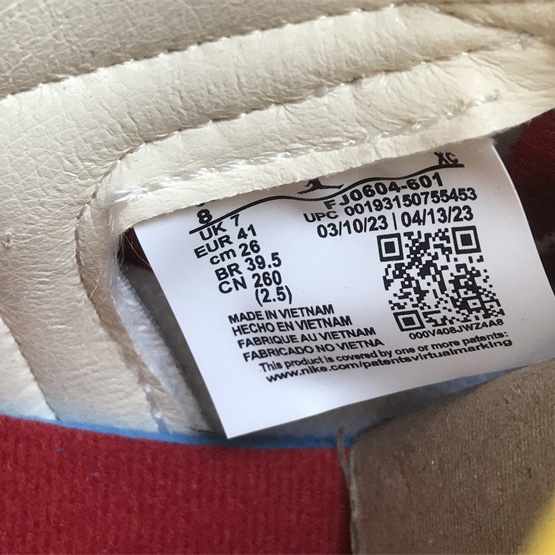 XC
8
UK 7
EUR 41
cm 26
BR 39.5
CN 260
(2.5)
FJ0604-601
UPC 00193150755453
03/10/23 | 04/13/23
000V408JWZ4A8
MADE IN VIETNAM
HECHO EN VIETNAM
FABRIQUE AU VIETNAM
FABRICADO NO VIETNA
This product is covered by one or more patents:
www.nike.com/patentsvirtualmarking